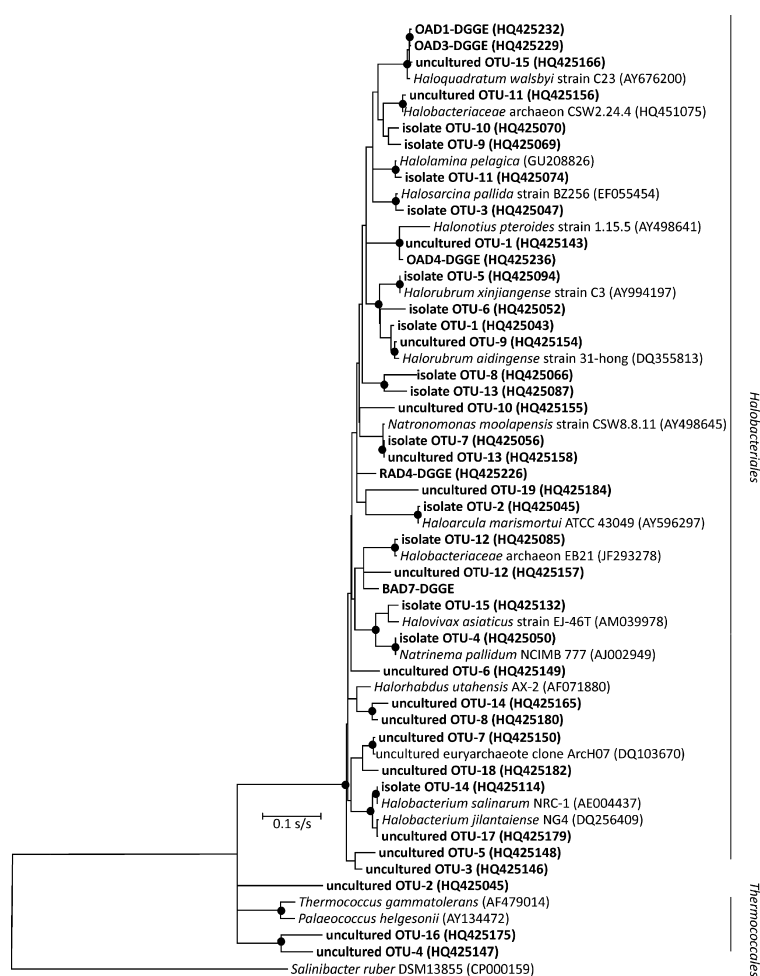 OAD1-DGGE (HQ425232)
OAD3-DGGE (HQ425229)
uncultured OTU-15 (HQ425166)
Haloquadratum walsbyi strain C23 (AY676200)
uncultured OTU-11 (HQ425156)
Halobacteriaceae archaeon CSW2.24.4 (HQ451075)
isolate OTU-10 (HQ425070)
isolate OTU-9 (HQ425069)
Halolamina pelagica (GU208826)
isolate OTU-11 (HQ425074)
Halosarcina pallida strain BZ256 (EF055454)
isolate OTU-3 (HQ425047)
Halonotius pteroides strain 1.15.5 (AY498641)
uncultured OTU-1 (HQ425143)
OAD4-DGGE (HQ425236)
isolate OTU-5 (HQ425094)
Halorubrum xinjiangense strain C3 (AY994197)
isolate OTU-6 (HQ425052)
isolate OTU-1 (HQ425043)
uncultured OTU-9 (HQ425154)
Halorubrum aidingense strain 31-hong (DQ355813)
isolate OTU-8 (HQ425066)
isolate OTU-13 (HQ425087)
uncultured OTU-10 (HQ425155)
Natronomonas moolapensis strain CSW8.8.11 (AY498645)
isolate OTU-7 (HQ425056)
uncultured OTU-13 (HQ425158)
RAD4-DGGE (HQ425226)
uncultured OTU-19 (HQ425184)
isolate OTU-2 (HQ425045)
Haloarcula marismortui ATCC 43049 (AY596297)
isolate OTU-12 (HQ425085)
Halobacteriaceae archaeon EB21 (JF293278)
uncultured OTU-12 (HQ425157)
BAD7-DGGE
isolate OTU-15 (HQ425132)
Halovivax asiaticus strain EJ-46T (AM039978)
isolate OTU-4 (HQ425050)
Natrinema pallidum NCIMB 777 (AJ002949)
uncultured OTU-6 (HQ425149)
Halorhabdus utahensis AX-2 (AF071880)
uncultured OTU-14 (HQ425165)
uncultured OTU-8 (HQ425180)
uncultured OTU-7 (HQ425150)
uncultured euryarchaeote clone ArcH07 (DQ103670)
uncultured OTU-18 (HQ425182)
isolate OTU-14 (HQ425114)
Halobacterium salinarum NRC-1 (AE004437)
Halobacterium jilantaiense NG4 (DQ256409)
uncultured OTU-17 (HQ425179)
uncultured OTU-5 (HQ425148)
uncultured OTU-3 (HQ425146)
uncultured OTU-2 (HQ425045)
Thermococcus gammatolerans (AF479014)
Palaeococcus helgesonii (AY134472)
uncultured OTU-16 (HQ425175)
uncultured OTU-4 (HQ425147)
Salinibacter ruber DSM13855 (CP000159)
0.1 s/s
Halobacteriales
Thermococcales